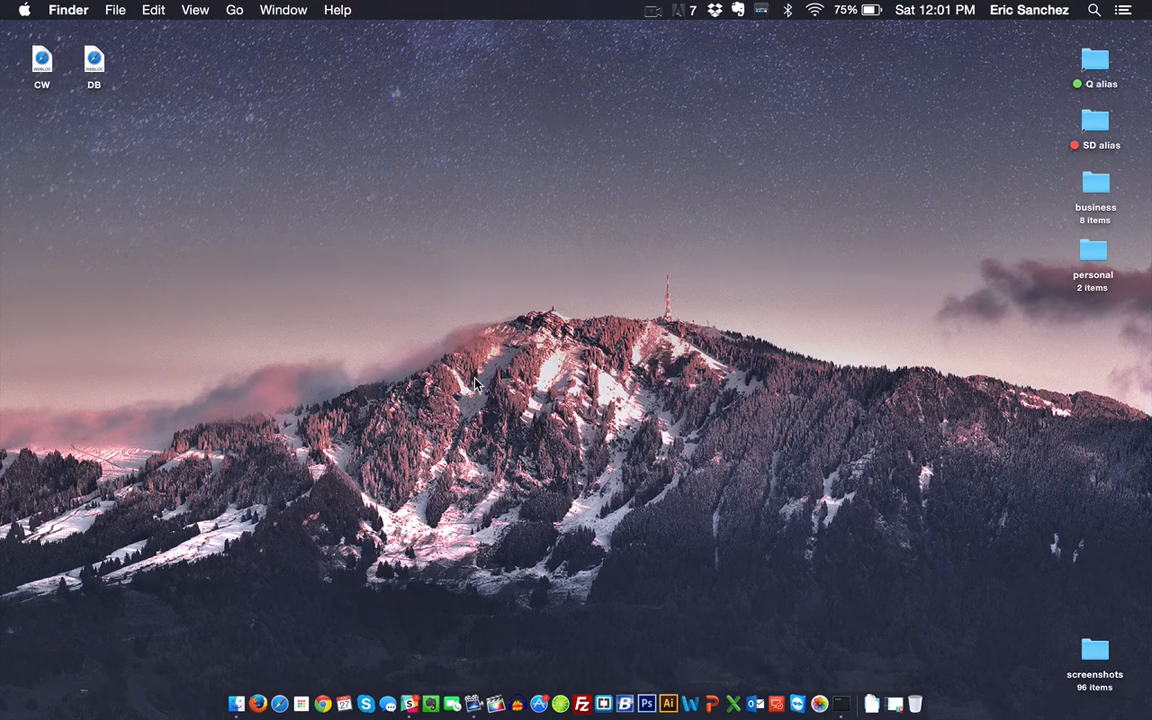 Finder File Edit View Go Window Help 7 75% Sat 12:01 PM Eric Sanchez
CW
DB
Q alias
SD alias
business
8 items
personal
2 items
screenshots
96 items